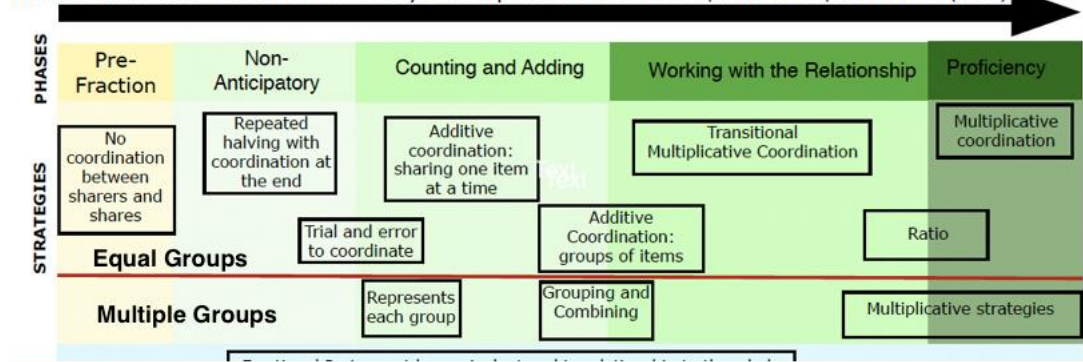 PHASES
Pre-
Fraction
Non-
Anticipatory
Counting and Adding
Working with the Relationship
Proficiency
STRATEGIES
No
coordination
between
sharers and
shares
Repeated
halving with
coordination at
the end
Additive
coordination:
sharing one item
at a time
Text
Text
Transitional
Multiplicative Coordination
Multiplicative
coordination
Trial and error
to coordinate
Additive
Coordination:
groups of items
Ratio
Equal Groups
Multiple Groups
Represents
each group
Grouping and
Combining
Multiplicative strategies